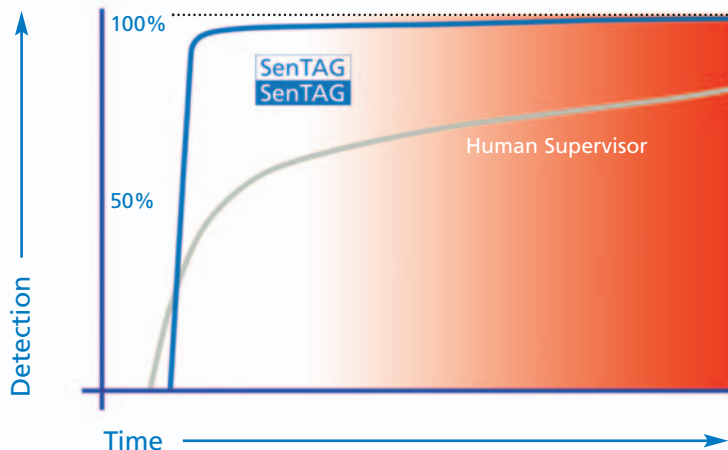 100%
SenTAG
SenTAG
Human Supervisor
50%
Detection
Time